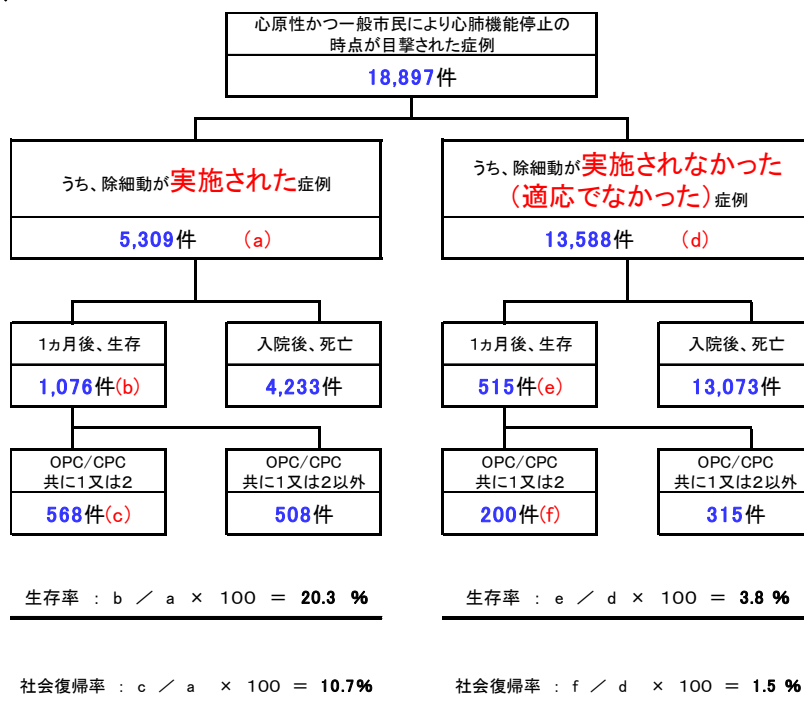 心原性かつ一般市民により心肺機能停止の
時点が目撃された症例
18,897件
うち、除細動が実施された症例
5,309件 (a)
うち、除細動が実施されなかった
(適応でなかった)症例
13,588件 (d)
1ヵ月後、生存
1,076件(b)
入院後、死亡
4,233件
1ヵ月後、生存
515件(e)
入院後、死亡
13,073件
OPC/CPC
共に1又は2
568件(c)
OPC/CPC
共に1又は2以外
508件
OPC/CPC
共に1又は2
200件(f)
OPC/CPC
共に1又は2以外
315件
生存率 : b / a × 100 = 20.3 %
生存率 : e / d × 100 = 3.8 %
社会復帰率 : c / a × 100 = 10.7%
社会復帰率 : f / d × 100 = 1.5 %